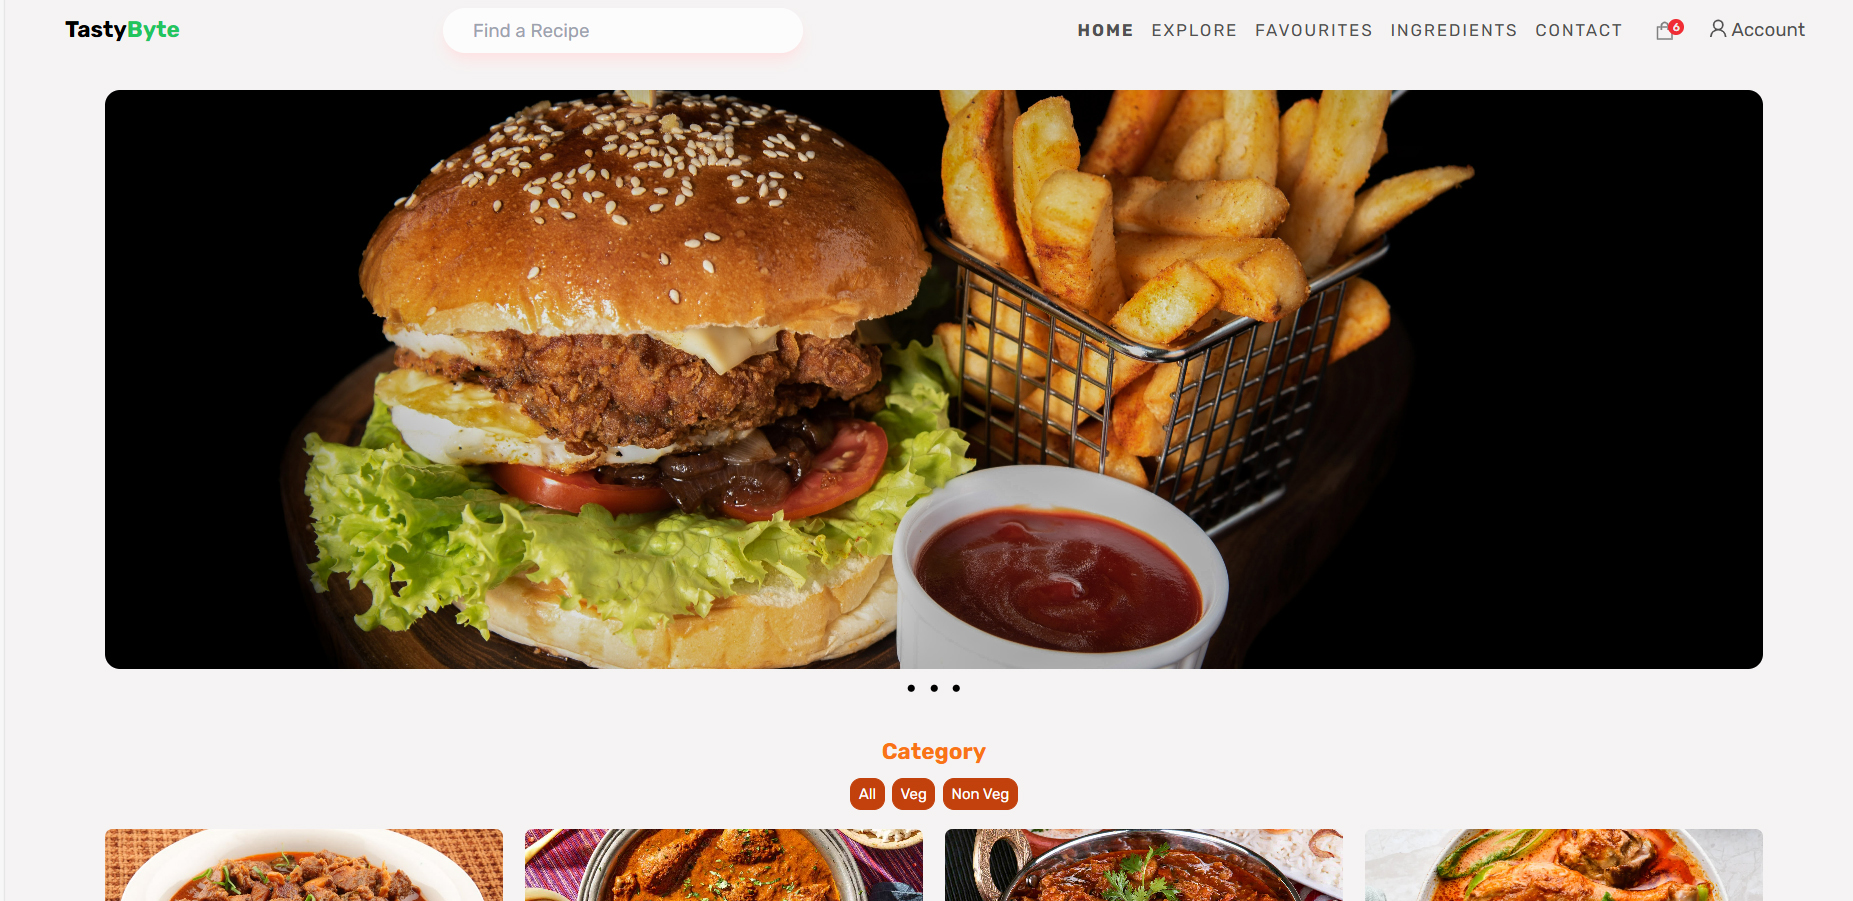 TastyByte
Find a Recipe
HOME EXPLORE FAVOURITES INGREDIENTS CONTACT 6 Account
Category
All Veg Non Veg